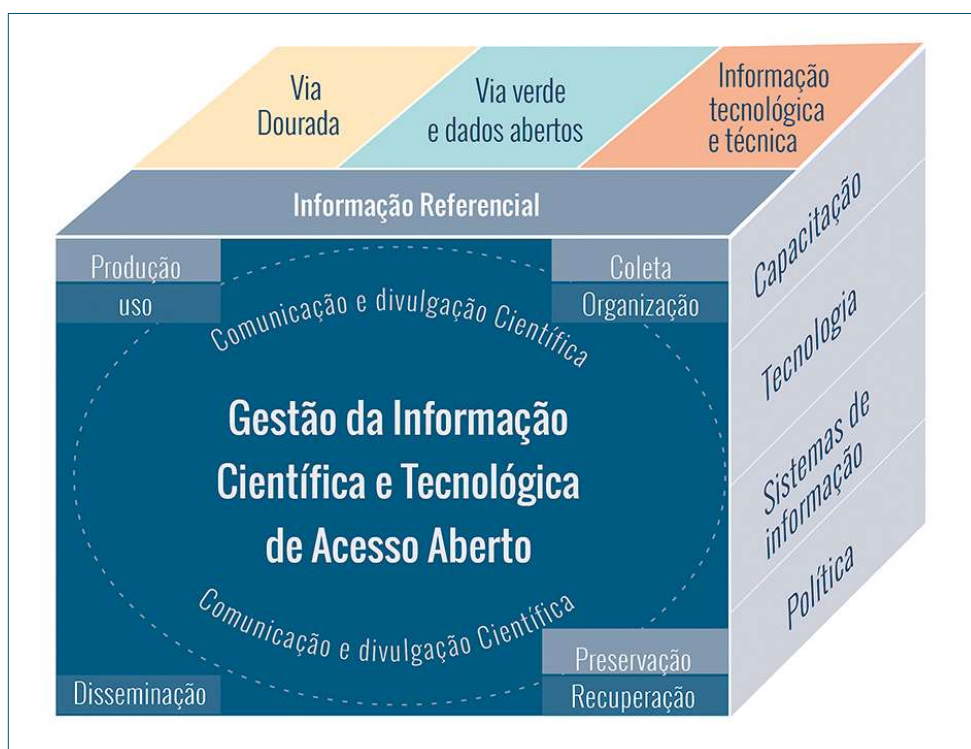 Via
Dourada
Via verde
e dados abertos
Informação
tecnológica
e técnica
Informação Referencial
Produção
uso
Coleta
Organização
Comunicação e divulgação Científica
Gestão da Informação
Científica e Tecnológica
de Acesso Aberto
Comunicação e divulgação Científica
Disseminação
Preservação
Recuperação
Capacitação
Tecnologia
Sistemas de
informação
Política